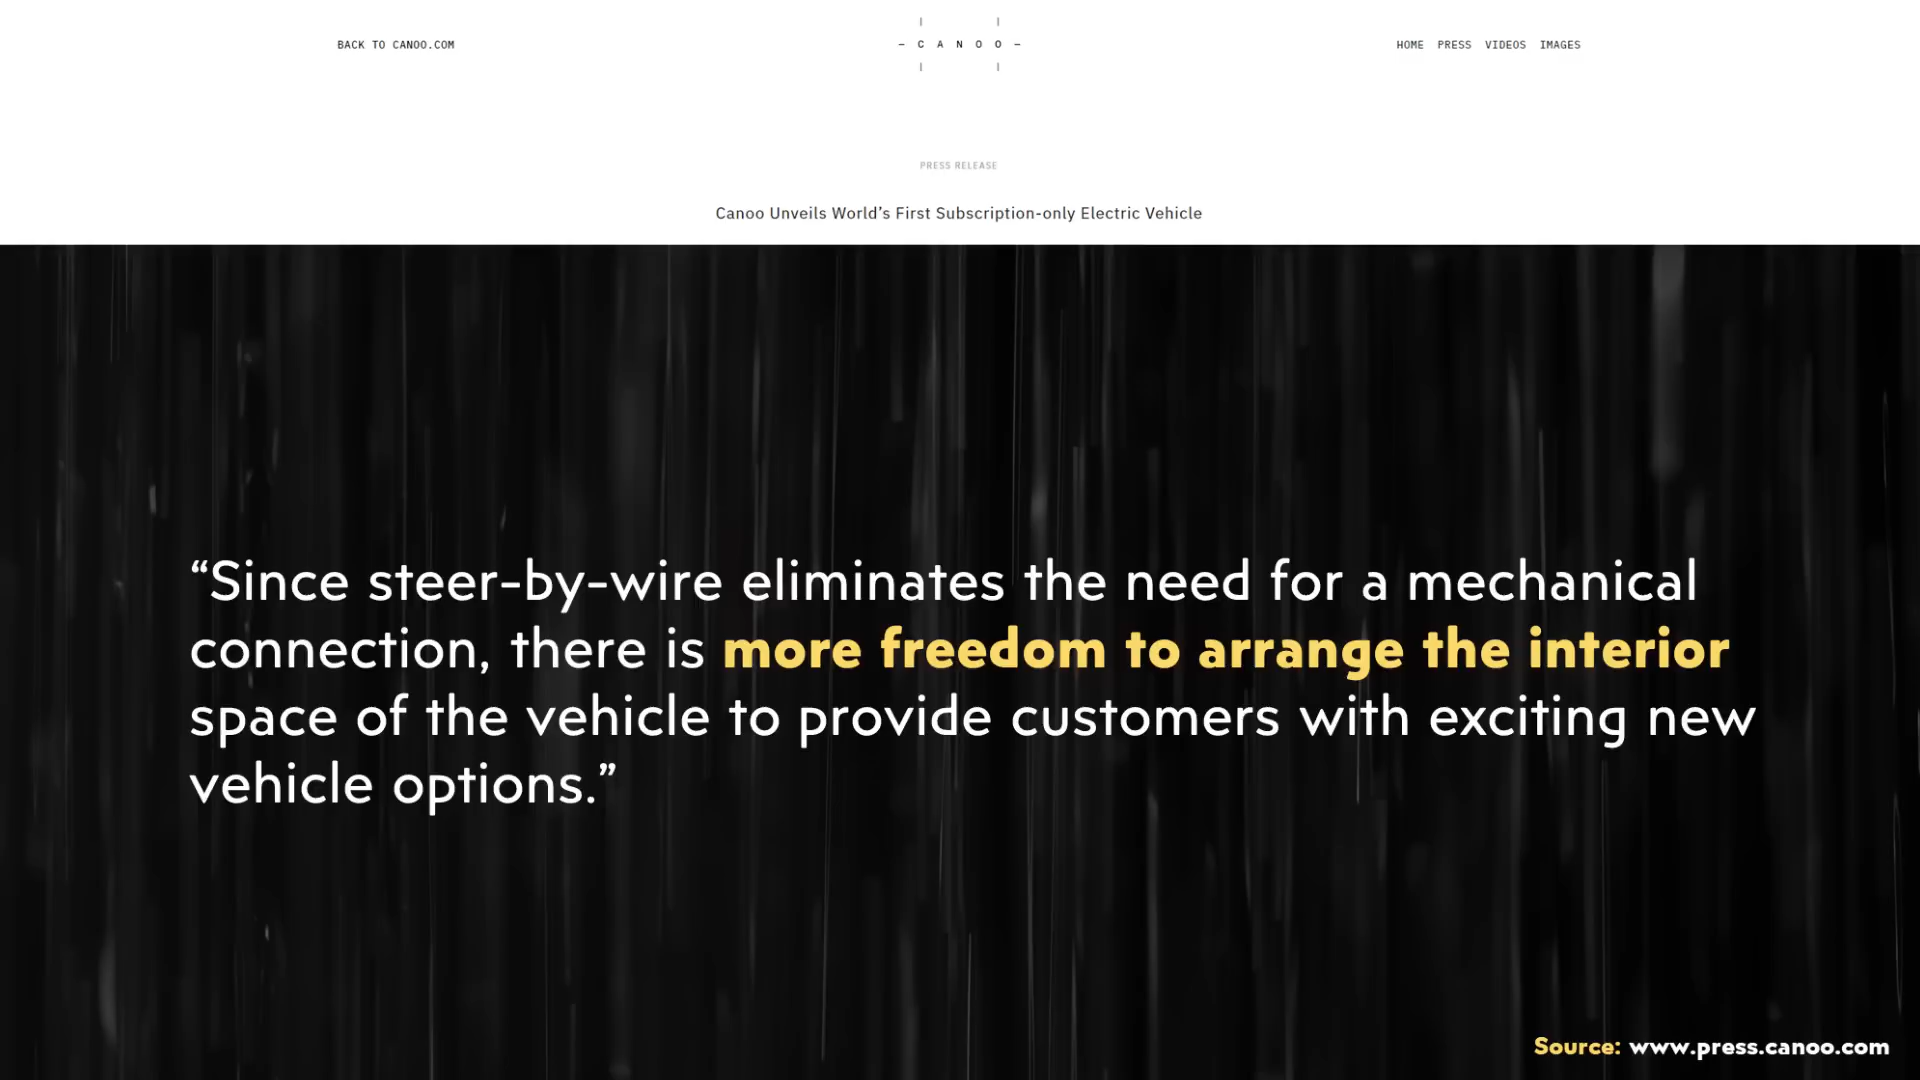 BACK TO CANOO.COM
– C A N O O –
HOME PRESS VIDEOS IMAGES
PRESS RELEASE
Canoo Unveils World’s First Subscription-only Electric Vehicle
“Since steer-by-wire eliminates the need for a mechanical
connection, there is more freedom to arrange the interior
space of the vehicle to provide customers with exciting new
vehicle options.”
Source: www.press.canoo.com